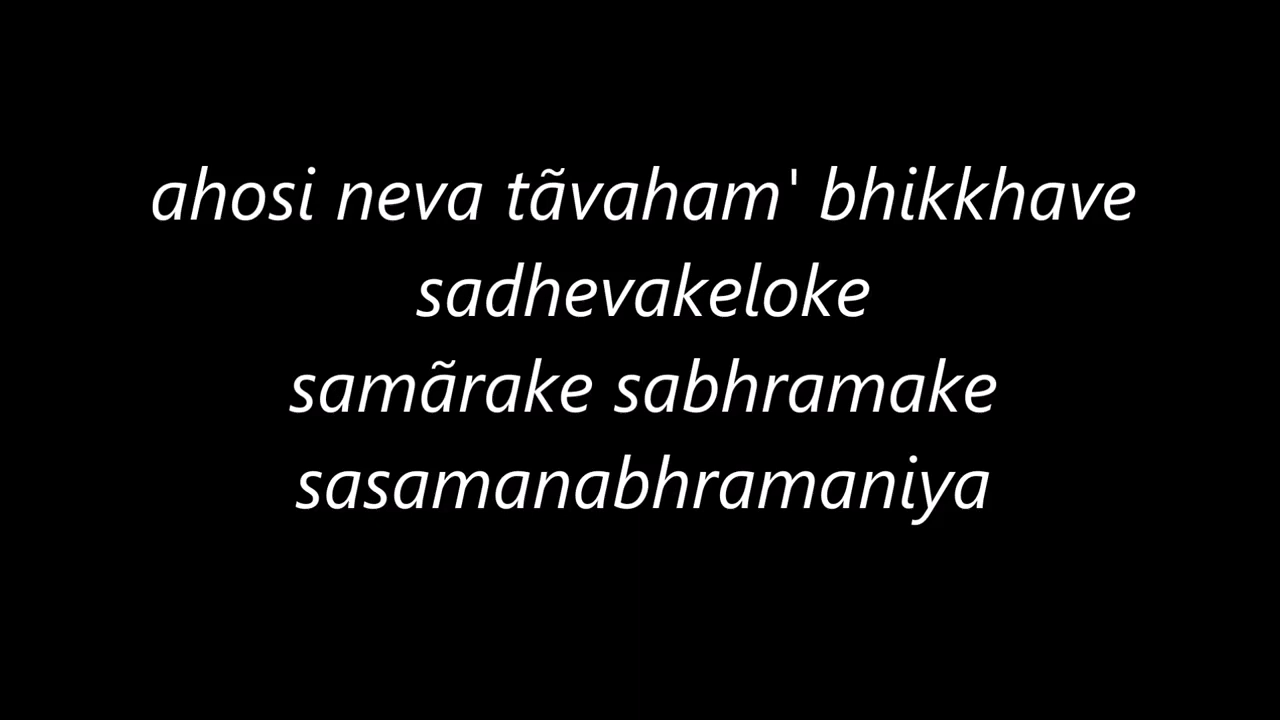 ahosi neva tãvaham' bhikkhave
sadhevakeloke
samãrake sabhramake
sasamanabhramaniya